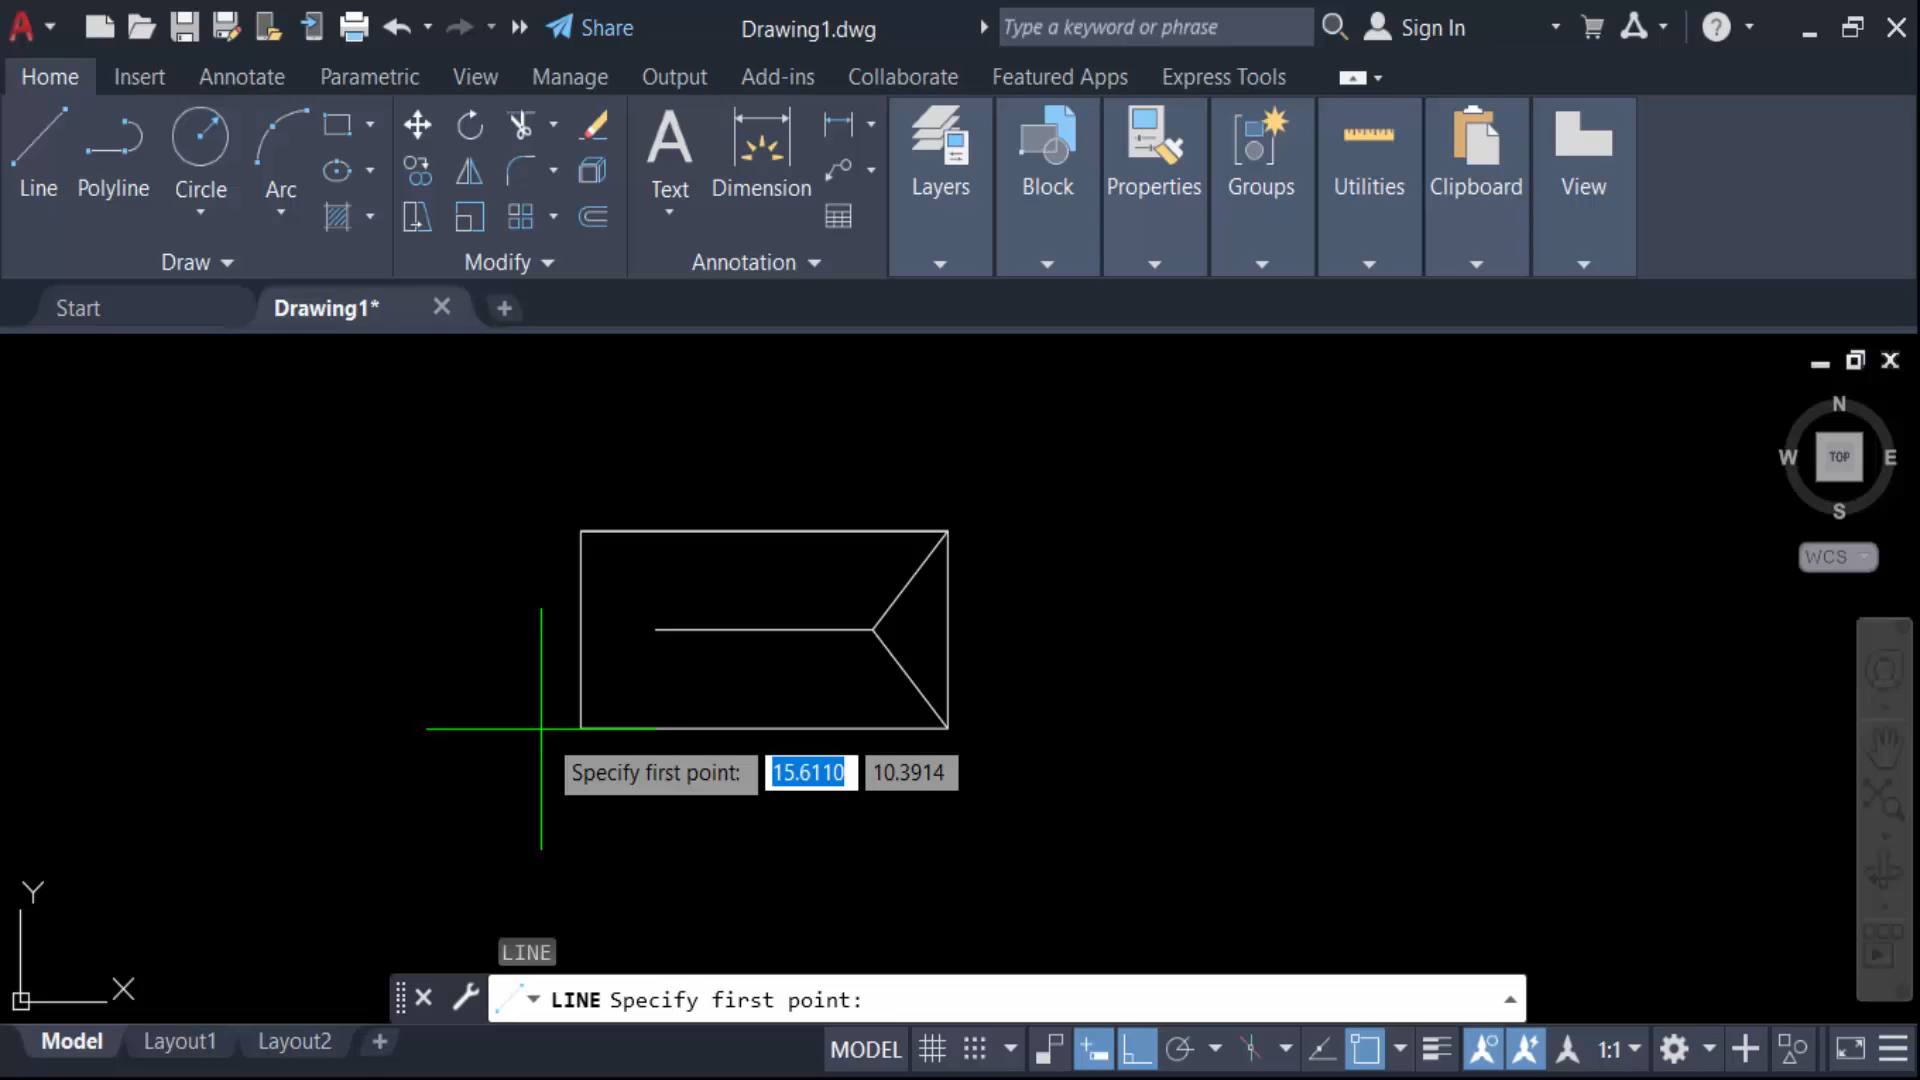 Share
Drawing1.dwg
Type a keyword or phrase
Sign In
Home Insert Annotate Parametric View Manage Output Add-ins Collaborate Featured Apps Express Tools
Line Polyline Circle Arc
Text Dimension
Layers Block Properties Groups Utilities Clipboard View
Draw Modify Annotation
Start Drawing1*
N
W TOP E
S
WCS
Specify first point: 15.6110 10.3914
Y
X
LINE
LINE Specify first point:
Model Layout1 Layout2
MODEL 1:1